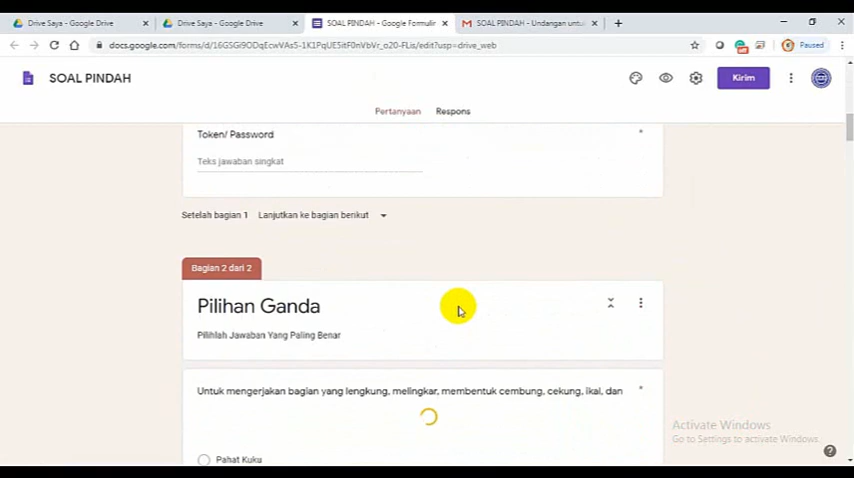 Drive Saya - Google Drive
Drive Saya - Google Drive
SOAL PINDAH - Google Formulir
SOAL PINDAH - Undangan untu
docs.google.com/forms/d/16GSGl9ODqEcwVAs5-1K1PqUE5itF0nVbVr_o20-FLis/edit?usp=drive_web
Paused
SOAL PINDAH
Kirim
Pertanyaan
Respons
Token/ Password
*
Teks jawaban singkat
Setelah bagian 1 Lanjutkan ke bagian berikut
Bagian 2 dari 2
Pilihan Ganda
Pilihlah Jawaban Yang Paling Benar
Untuk mengerjakan bagian yang lengkung, melingkar, membentuk cembung, cekung, ikal, dan *
Pahat Kuku
Activate Windows
Go to Settings to activate Windows.